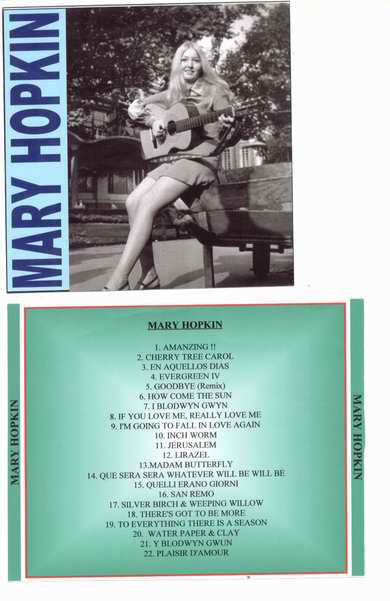 MARY HOPKIN
MARY HOPKIN
1. AMANZING !!
2. CHERRY TREE CAROL
3. EN AQUELLOS DIAS
4. EVERGREEN IV
5. GOODBYE (Remix)
6. HOW COME THE SUN
7. I BLODWYN GWYN
8. IF YOU LOVE ME, REALLY LOVE ME
9. I'M GOING TO FALL IN LOVE AGAIN
10. INCH WORM
11. JERUSALEM
12. LIRAZEL
13.MADAM BUTTERFLY
14. QUE SERA SERA WHATEVER WILL BE WILL BE
15. QUELLI ERANO GIORNI
16. SAN REMO
17. SILVER BIRCH & WEEPING WILLOW
18. THERE'S GOT TO BE MORE
19. TO EVERYTHING THERE IS A SEASON
20. WATER PAPER & CLAY
21. Y BLODWYN GWUN
22. PLAISIR D'AMOUR
MARY HOPKIN
MARY HOPKIN